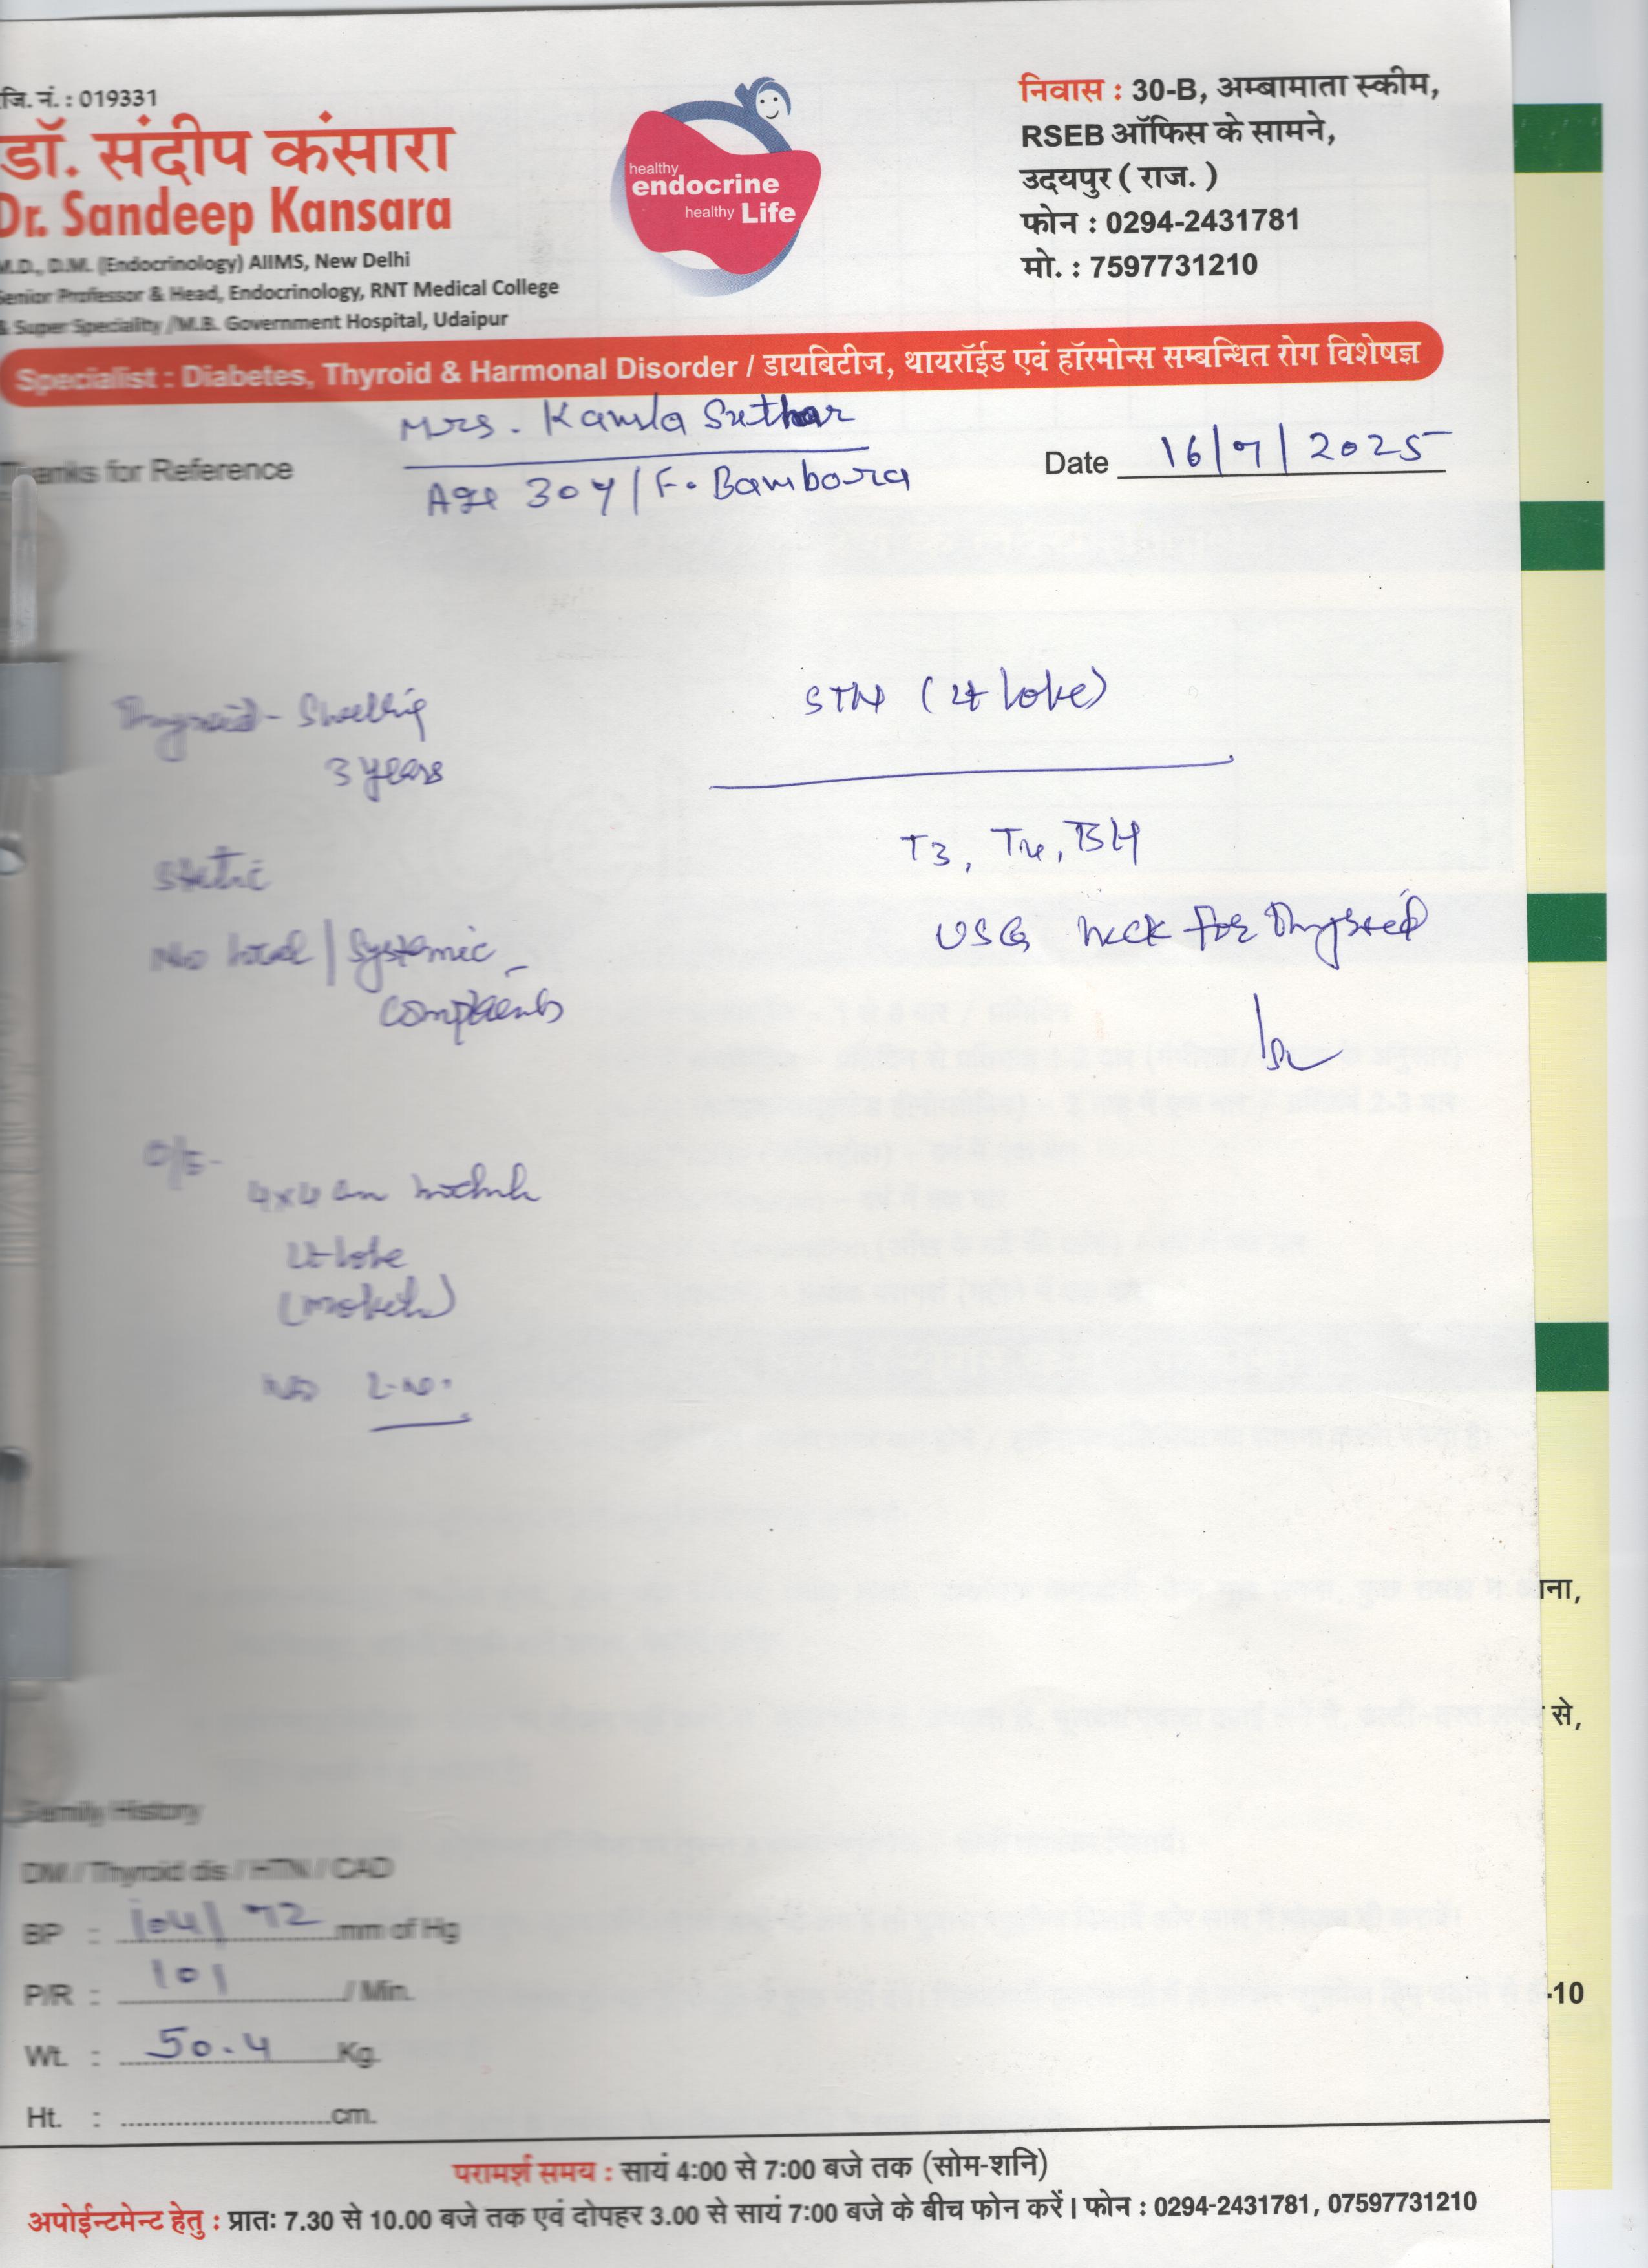 रजि. नं. : 019331
डॉ. संदीप कंसारा
Dr. Sandeep Kansara
M.D., D.M. (Endocrinology) AIIMS, New Delhi
Senior Professor & Head, Endocrinology, RNT Medical College
& Super Speciality /M.B. Government Hospital, Udaipur
healthy
endocrine
healthy Life
निवास : 30-B, अम्बामाता स्कीम,
RSEB ऑफिस के सामने,
उदयपुर ( राज. )
फोन : 0294-2431781
मो. : 7597731210
Specialist : Diabetes, Thyroid & Harmonal Disorder / डायबिटीज, थायरॉईड एवं हॉरमोन्स सम्बन्धित रोग विशेषज्ञ
Mrs. Kamla Suthar
Thanks for Reference
Age 30y/F. Bambora
Date 16/7/2025
Thyroid - Swelling
3 years
Static
No local / Systemic
Complaints
O/E-
4x4 cm nodule
Lt lobe
(mobile)
No L.N.
STN (Lt lobe)
T3, T4, TSH
USG neck for Thyroid
Family History
DM / Thyroid dis / HTN / CAD
BP : 104/72 mm of Hg
P/R : 101 / Min.
Wt. : 50.4 Kg.
Ht. : cm.
ाना,
से,
-10
परामर्श समय : सायं 4:00 से 7:00 बजे तक (सोम-शनि)
अपोईन्टमेन्ट हेतु : प्रातः 7.30 से 10.00 बजे तक एवं दोपहर 3.00 से सायं 7:00 बजे के बीच फोन करें। फोन : 0294-2431781, 07597731210